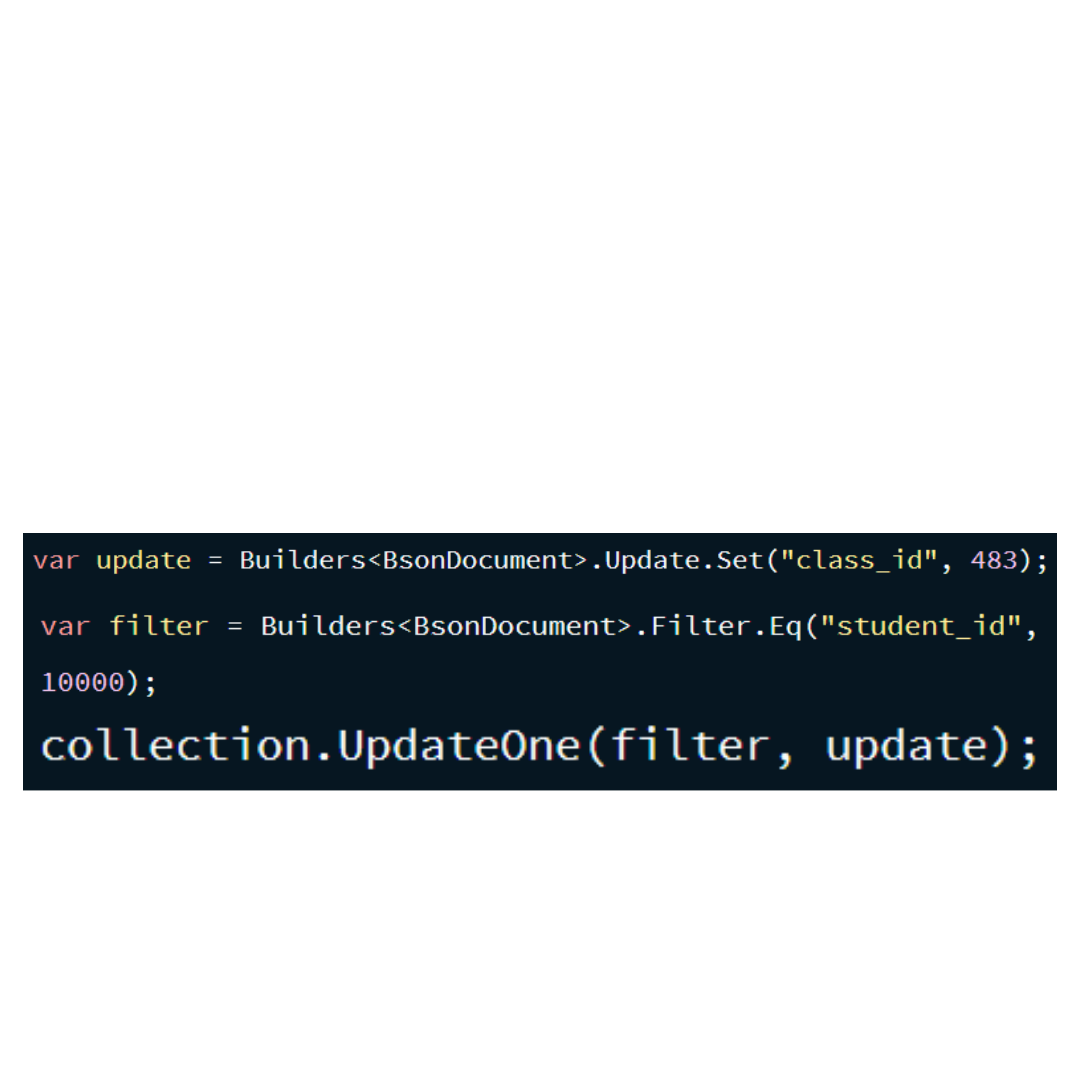 var update = Builders<BsonDocument>.Update.Set("class_id", 483);
var filter = Builders<BsonDocument>.Filter.Eq("student_id",
10000);
collection.UpdateOne(filter, update);